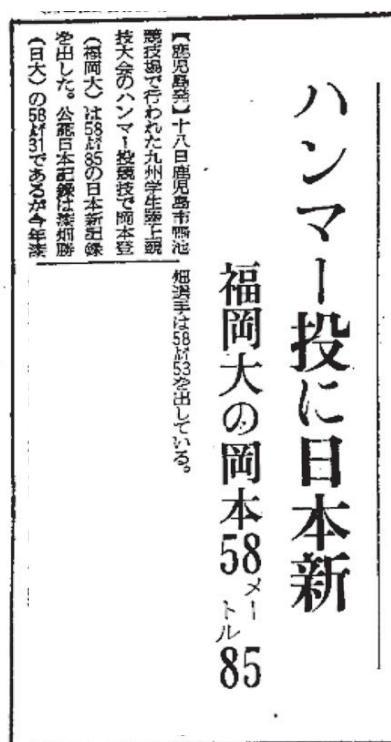 ハンマー投に日本新
福岡大の岡本58メートル85
【鹿児島発】十八日鹿児島市鴨池
競技場で行われた九州学生陸上競
技大会のハンマー投競技で岡本登
（福岡大）は58㍍85の日本新記録
を出した。公認日本記録は漆畑勝
（日大）の58㍍31であるが今年漆
畑選手は58㍍53を出している。